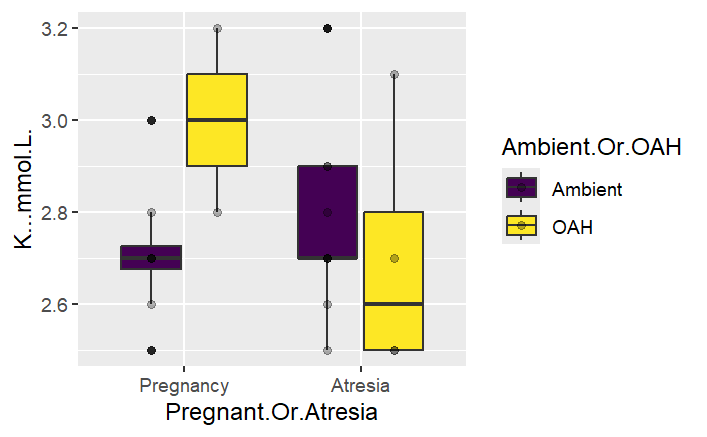 K...mmol.L.
3.2
3.0
2.8
2.6
Pregnancy
Atresia
Pregnant.Or.Atresia
Ambient.Or.OAH
Ambient
OAH